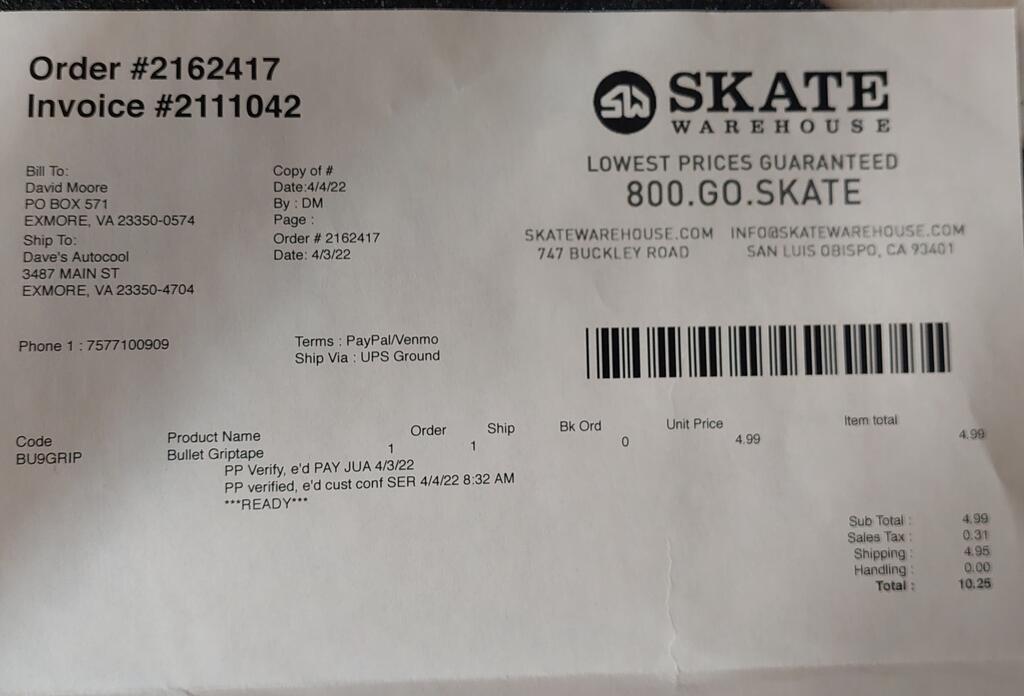 Order #2162417
Invoice #2111042
SW SKATE
WAREHOUSE
LOWEST PRICES GUARANTEED
800.GO.SKATE
SKATEWAREHOUSE.COM INFO@SKATEWAREHOUSE.COM
747 BUCKLEY ROAD SAN LUIS OBISPO, CA 93401
Bill To:
David Moore
PO BOX 571
EXMORE, VA 23350-0574
Ship To:
Dave's Autocool
3487 MAIN ST
EXMORE, VA 23350-4704
Copy of #
Date:4/4/22
By : DM
Page :
Order # 2162417
Date: 4/3/22
Phone 1 : 7577100909
Terms : PayPal/Venmo
Ship Via : UPS Ground
Code Product Name Order Ship Bk Ord Unit Price Item total
BU9GRIP Bullet Griptape 1 1 0 4.99 4.99
PP Verify, e'd PAY JUA 4/3/22
PP verified, e'd cust conf SER 4/4/22 8:32 AM
***READY***
Sub Total : 4.99
Sales Tax : 0.31
Shipping : 4.95
Handling : 0.00
Total : 10.25